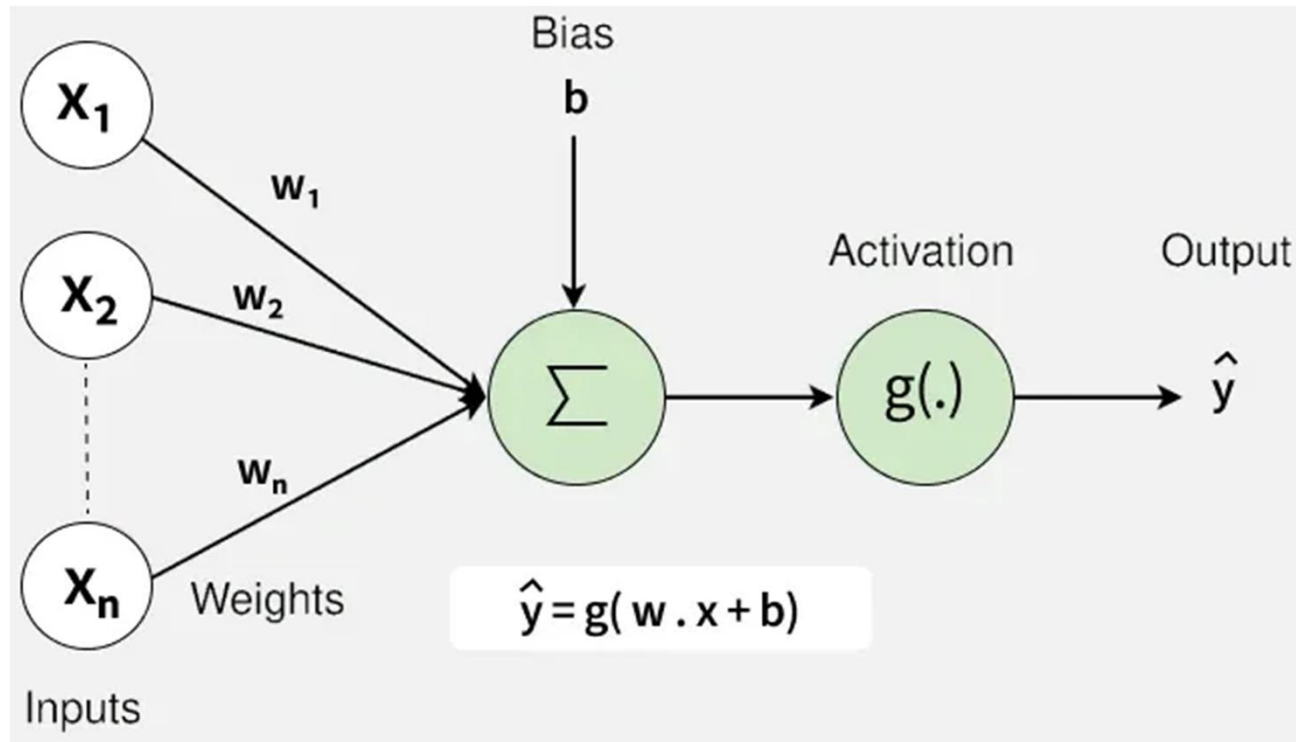 Bias
b
X₁
w₁
X₂
w₂
Activation
Output
∑
g(.)
ŷ
wₙ
Xₙ
Weights
ŷ = g( w . x + b)
Inputs